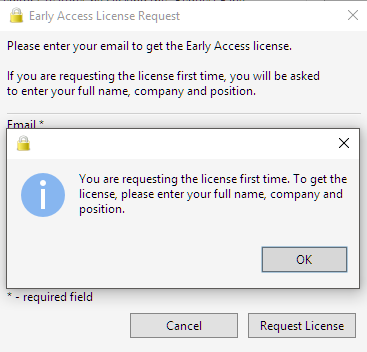 Early Access License Request
Please enter your email to get the Early Access license.
If you are requesting the license first time, you will be asked
to enter your full name, company and position.
Email *
You are requesting the license first time. To get the
license, please enter your full name, company and
position.
OK
* - required field
Cancel
Request License